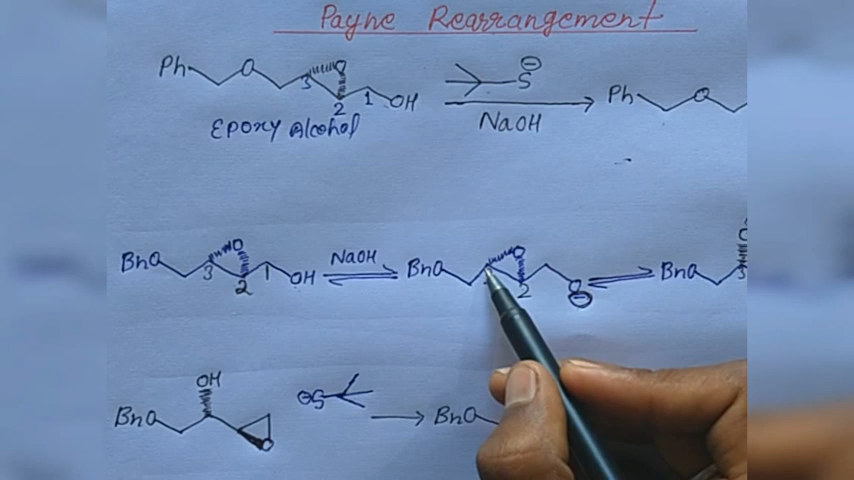 Payne Rearrangement
Ph O 3 O 2 1 OH S⊖ Ph O
NaOH
Epoxy Alcohol
BnO 3 O 2 1 OH NaOH BnO O 2 O⊖ BnO 3 O
BnO OH O ⊖S BnO